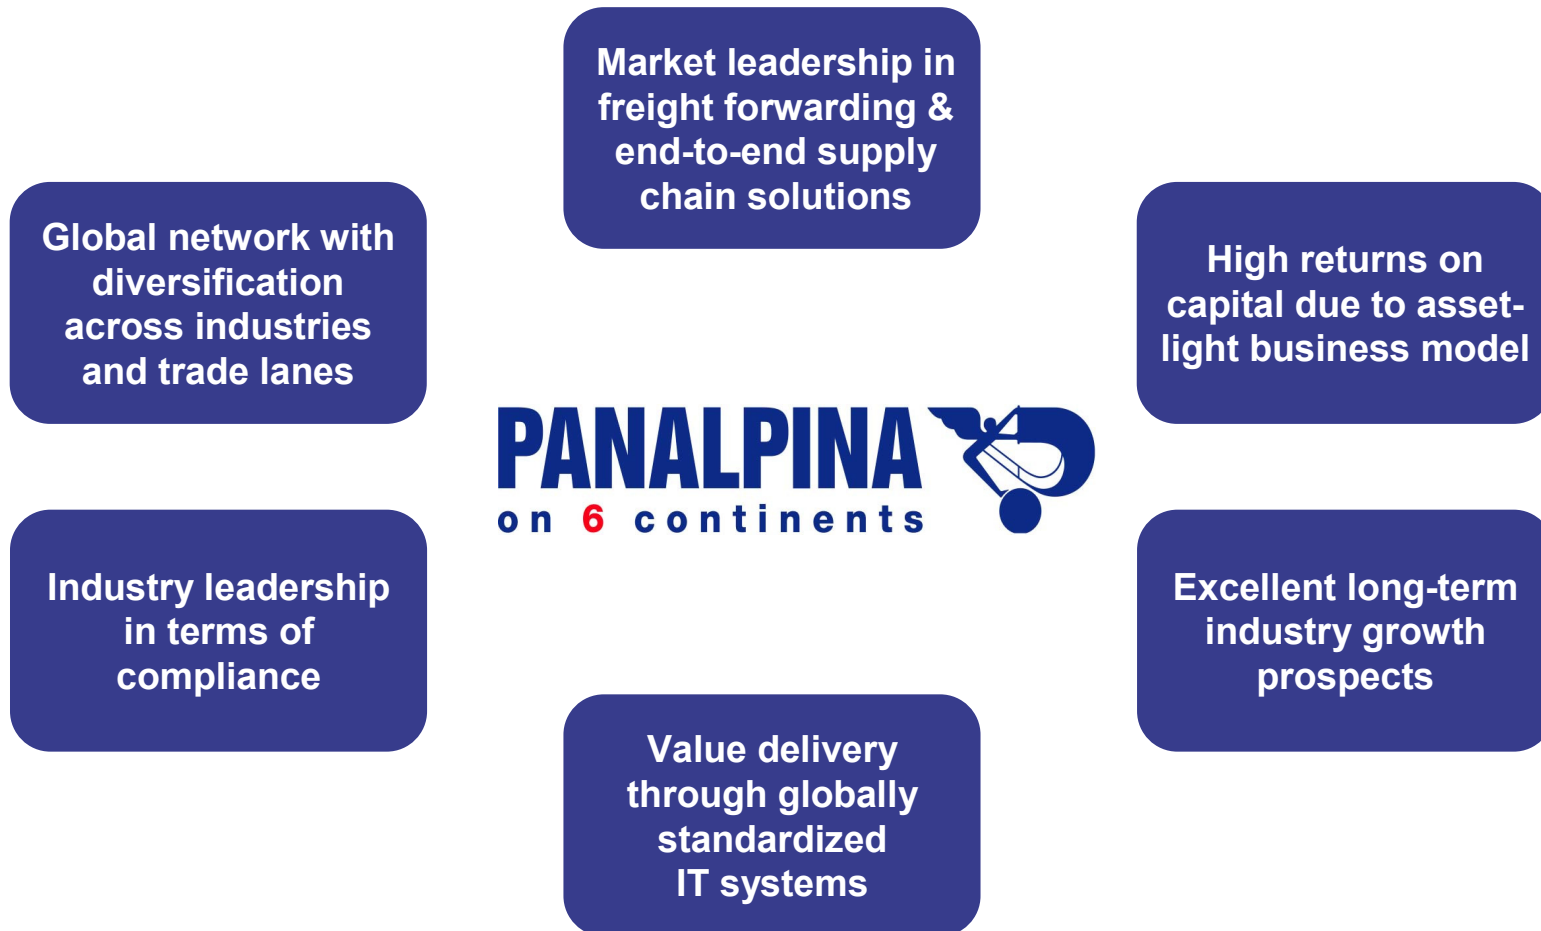 Market leadership in
freight forwarding &
end-to-end supply
chain solutions
Global network with
diversification
across industries
and trade lanes
High returns on
capital due to asset-
light business model
PANALPINA
on 6 continents
Industry leadership
in terms of
compliance
Excellent long-term
industry growth
prospects
Value delivery
through globally
standardized
IT systems